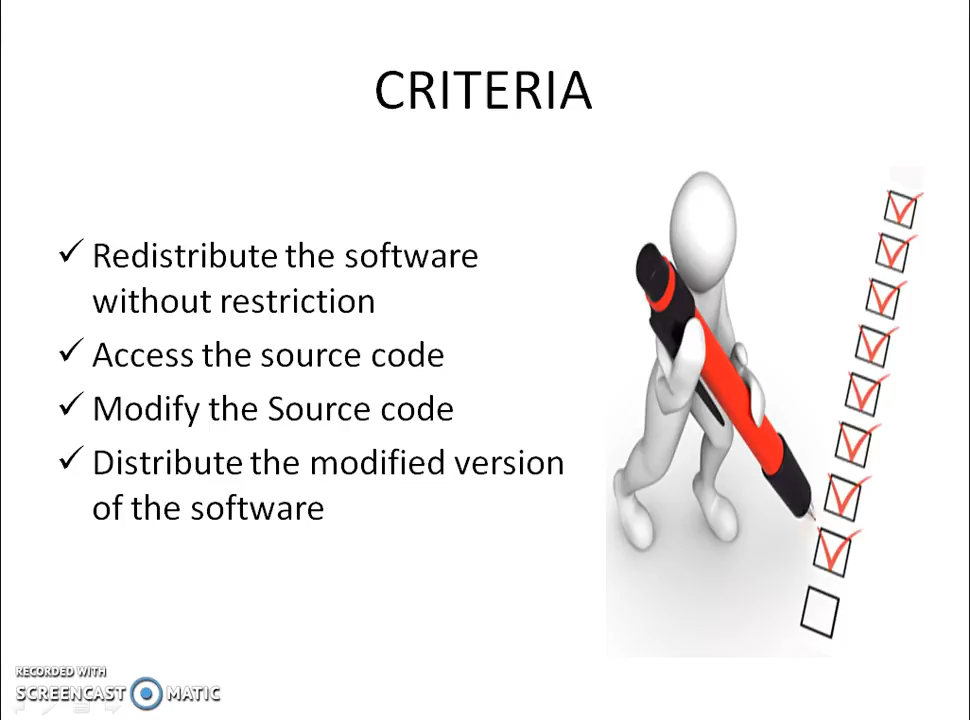 CRITERIA
Redistribute the software
without restriction
Access the source code
Modify the Source code
Distribute the modified version
of the software
RECORDED WITH
SCREENCAST MATIC